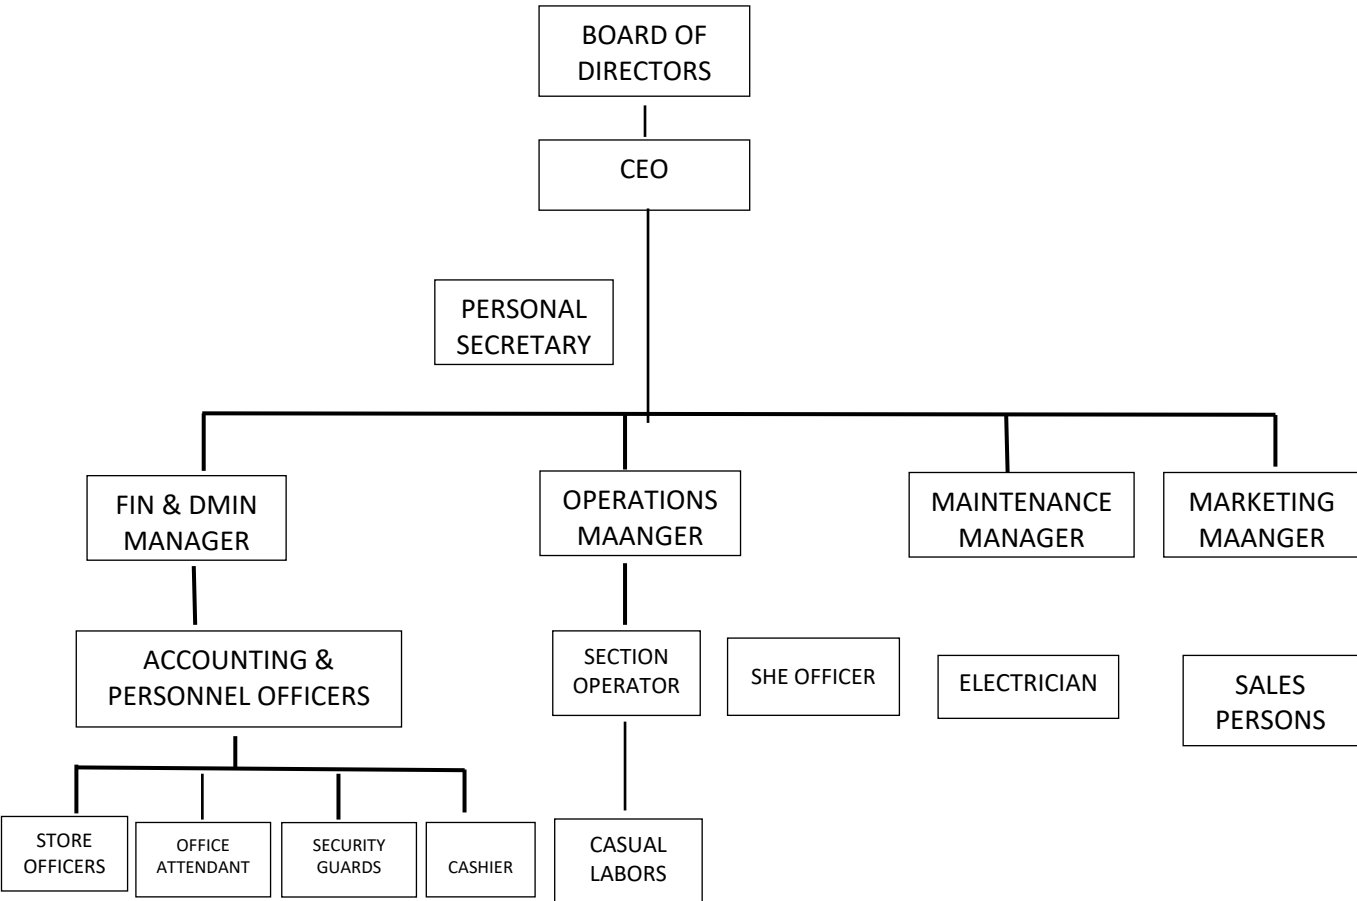 BOARD OF
DIRECTORS
CEO
PERSONAL
SECRETARY
FIN & DMIN
MANAGER
OPERATIONS
MAANGER
MAINTENANCE
MANAGER
MARKETING
MAANGER
ACCOUNTING &
PERSONNEL OFFICERS
SECTION
OPERATOR
SHE OFFICER
ELECTRICIAN
SALES
PERSONS
STORE
OFFICERS
OFFICE
ATTENDANT
SECURITY
GUARDS
CASHIER
CASUAL
LABORS